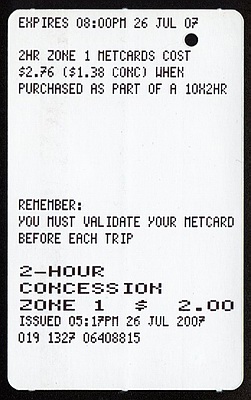 EXPIRES 08:00PM 26 JUL 07
2HR ZONE 1 METCARDS COST
$2.76 ($1.38 CONC) WHEN
PURCHASED AS PART OF A 10X2HR
REMEMBER:
YOU MUST VALIDATE YOUR METCARD
BEFORE EACH TRIP
2-HOUR
CONCESSION
ZONE 1 $ 2.00
ISSUED 05:17PM 26 JUL 2007
019 1327 06408815